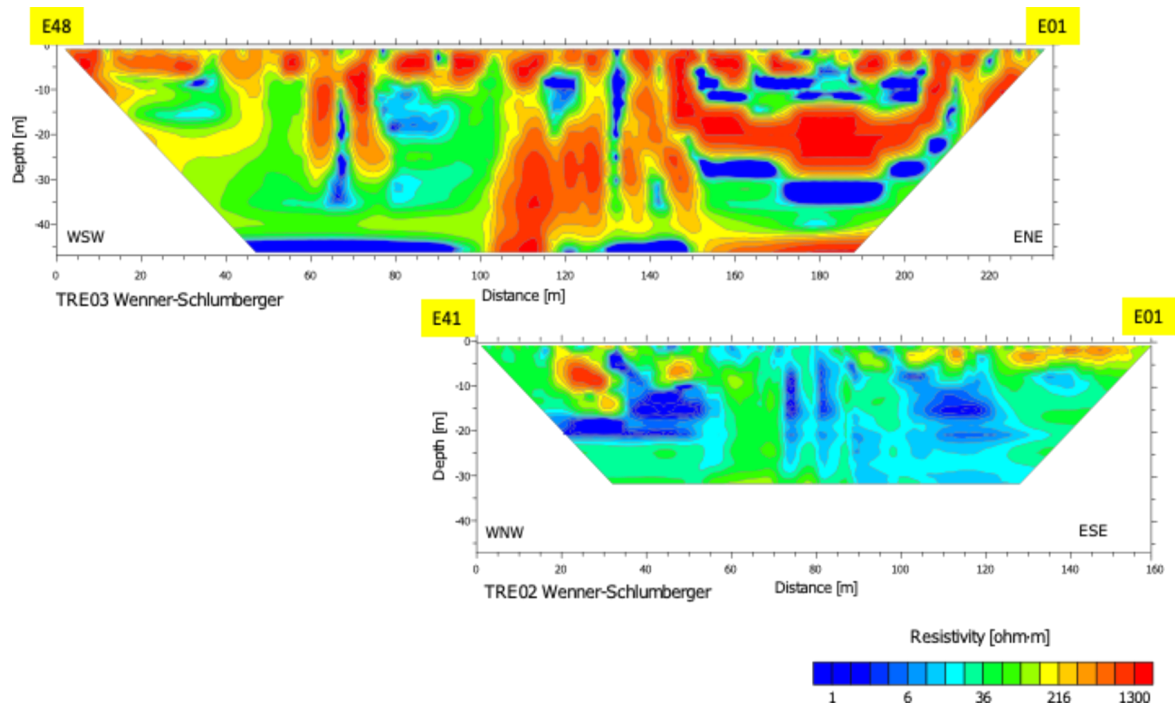 E48
E01
0
-10
-20
-30
-40
Depth [m]
WSW
ENE
0 20 40 60 80 100 120 140 160 180 200 220
Distance [m]
TRE03 Wenner-Schlumberger
E41
E01
0
-10
-20
-30
-40
Depth [m]
WNW
ESE
0 20 40 60 80 100 120 140 160
Distance [m]
TRE02 Wenner-Schlumberger
Resistivity [ohm·m]
1 6 36 216 1300